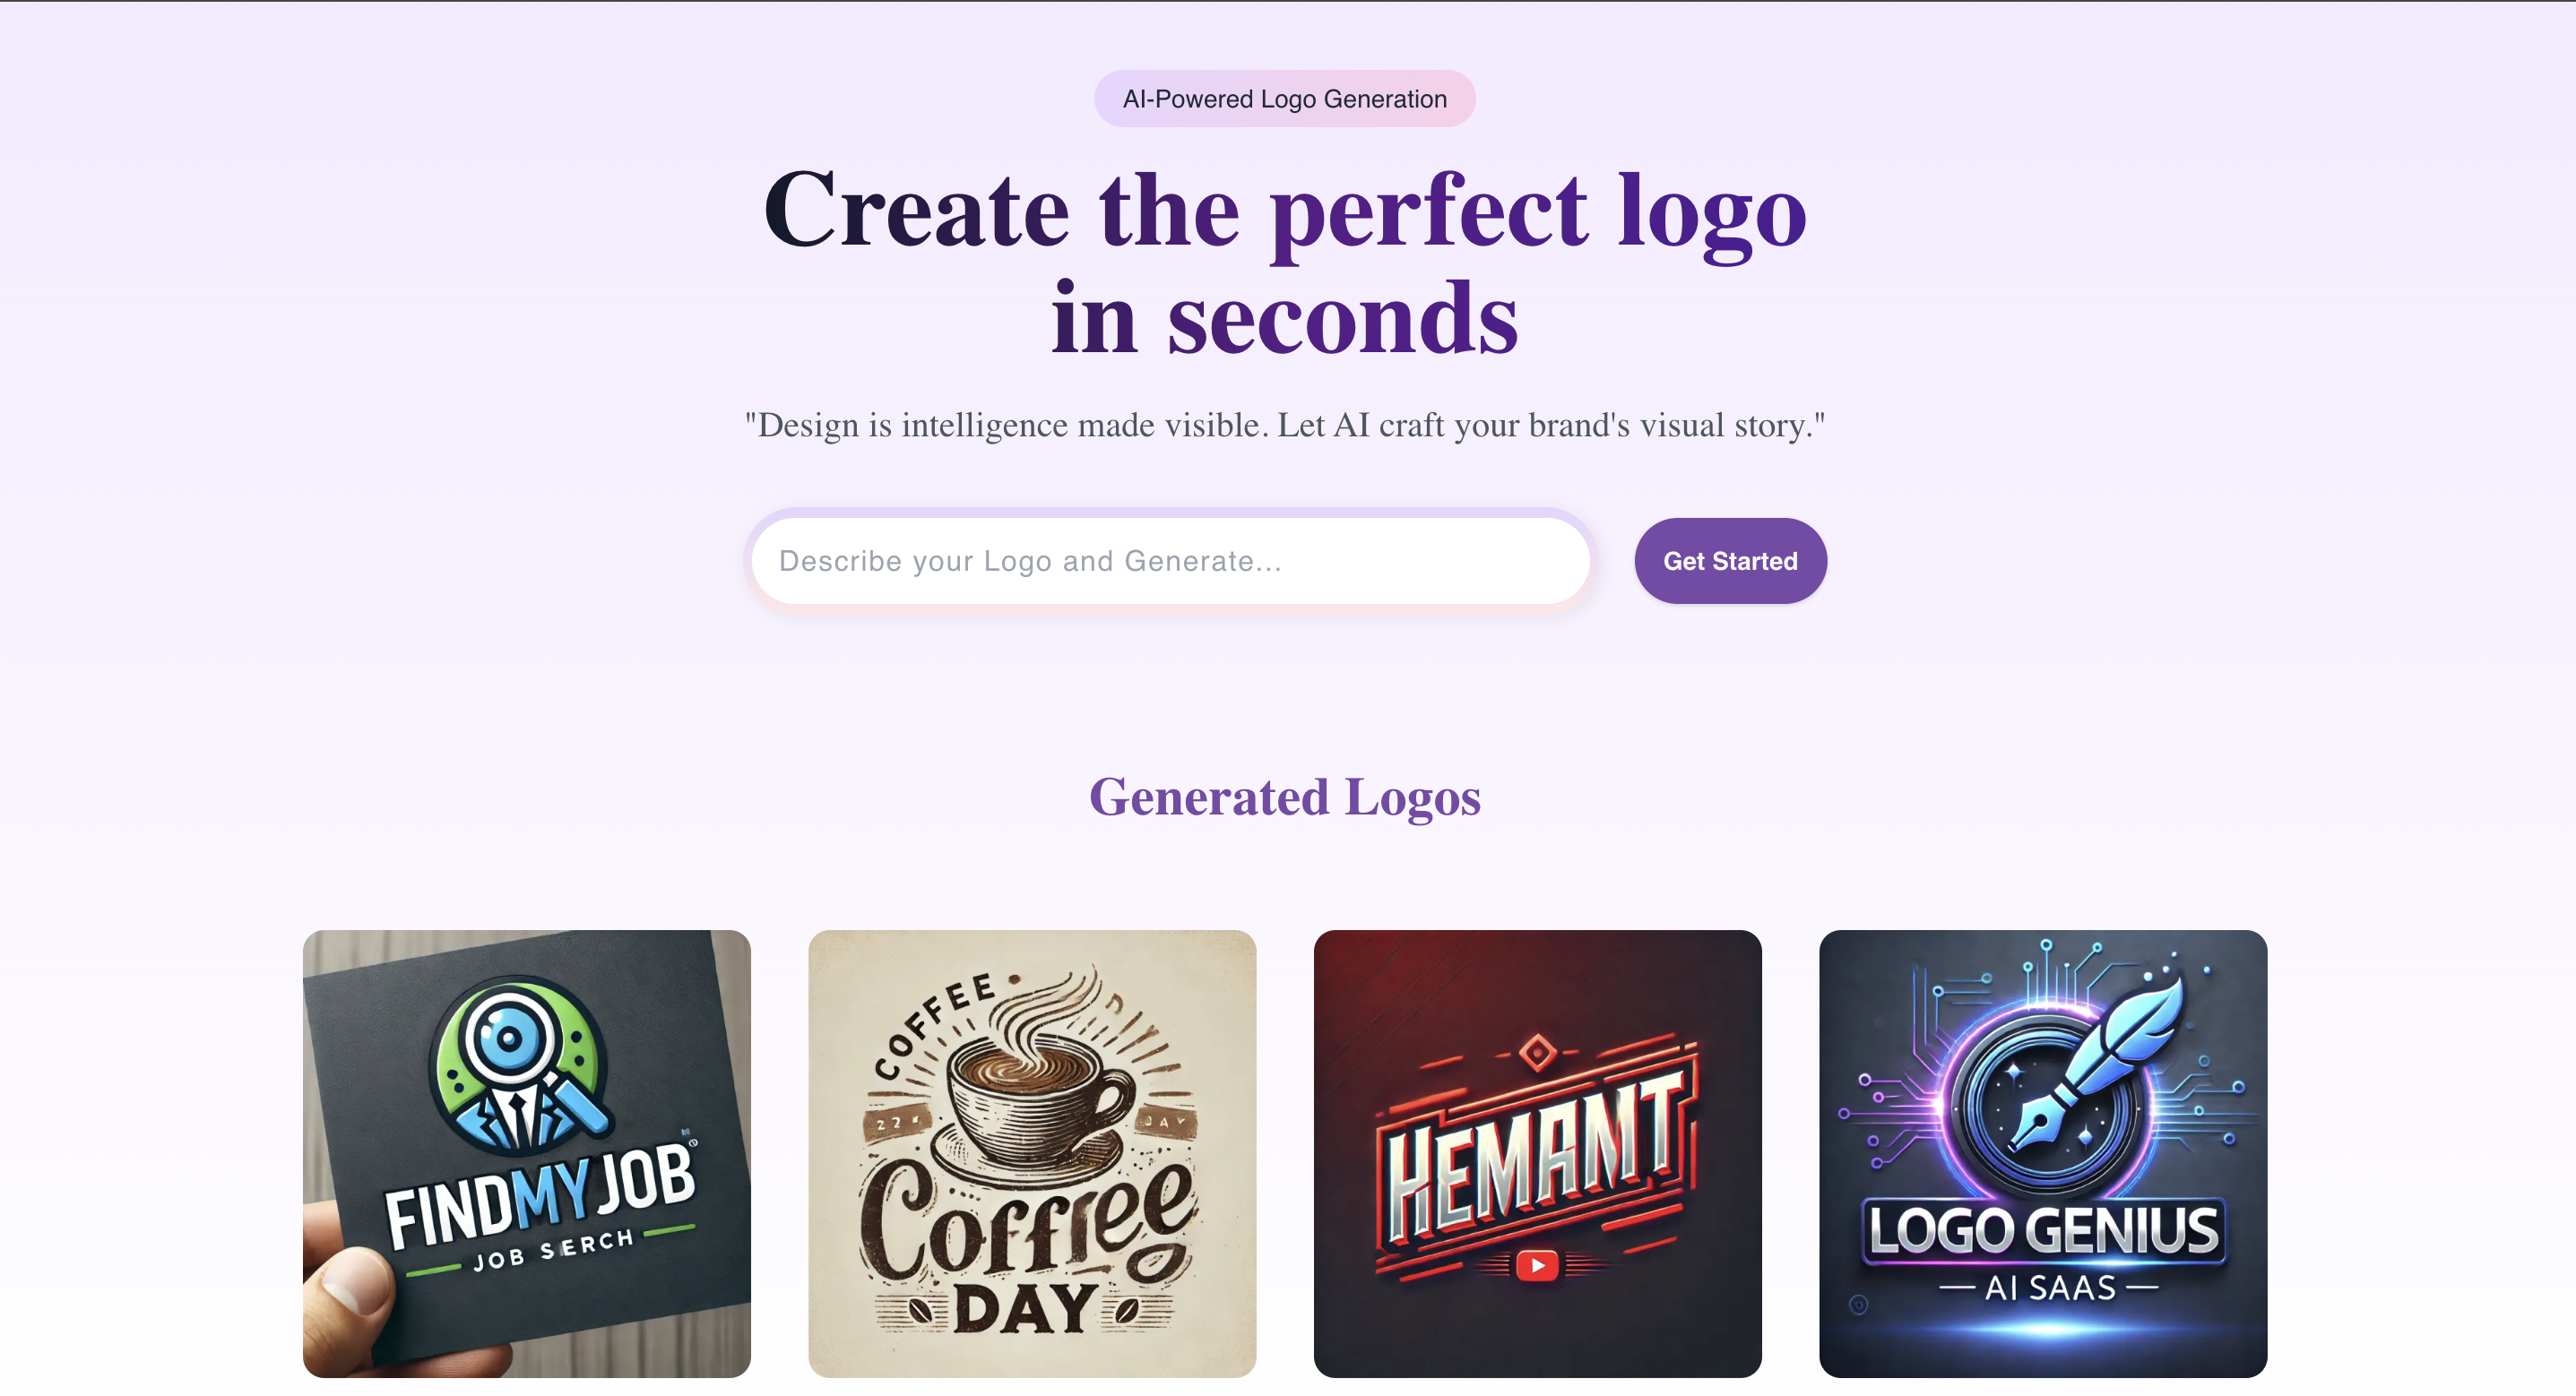 AI-Powered Logo Generation
Create the perfect logo
in seconds
"Design is intelligence made visible. Let AI craft your brand's visual story."
Describe your Logo and Generate...
Get Started
Generated Logos
FINDMYJOB
JOB SERCH
COFFEE
Coffree
DAY
HEMANT
LOGO GENIUS
AI SAAS